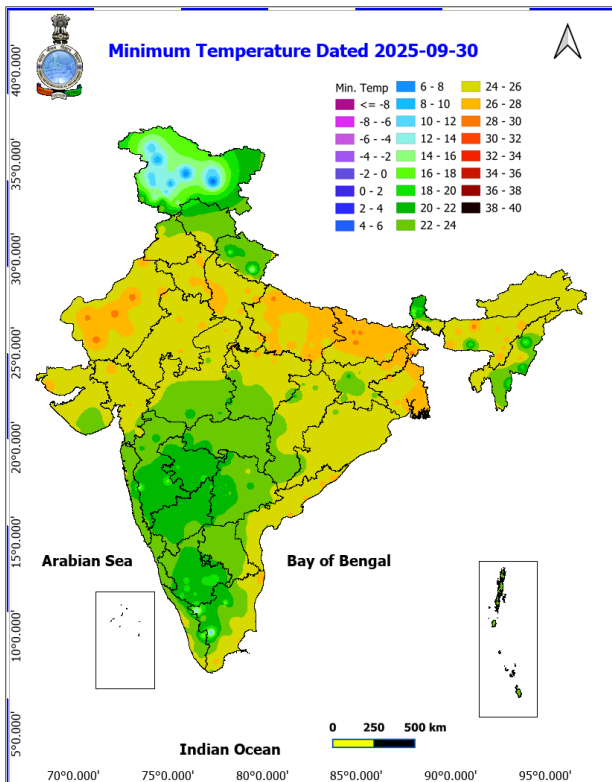 Minimum Temperature Dated 2025-09-30
Min. Temp
<= -8
-8 - -6
-6 - -4
-4 - -2
-2 - 0
0 - 2
2 - 4
4 - 6
6 - 8
8 - 10
10 - 12
12 - 14
14 - 16
16 - 18
18 - 20
20 - 22
22 - 24
24 - 26
26 - 28
28 - 30
30 - 32
32 - 34
34 - 36
36 - 38
38 - 40
40°0.000'
35°0.000'
30°0.000'
25°0.000'
20°0.000'
15°0.000'
10°0.000'
5°0.000'
Arabian Sea
Bay of Bengal
Indian Ocean
0 250 500 km
70°0.000' 75°0.000' 80°0.000' 85°0.000' 90°0.000' 95°0.000'